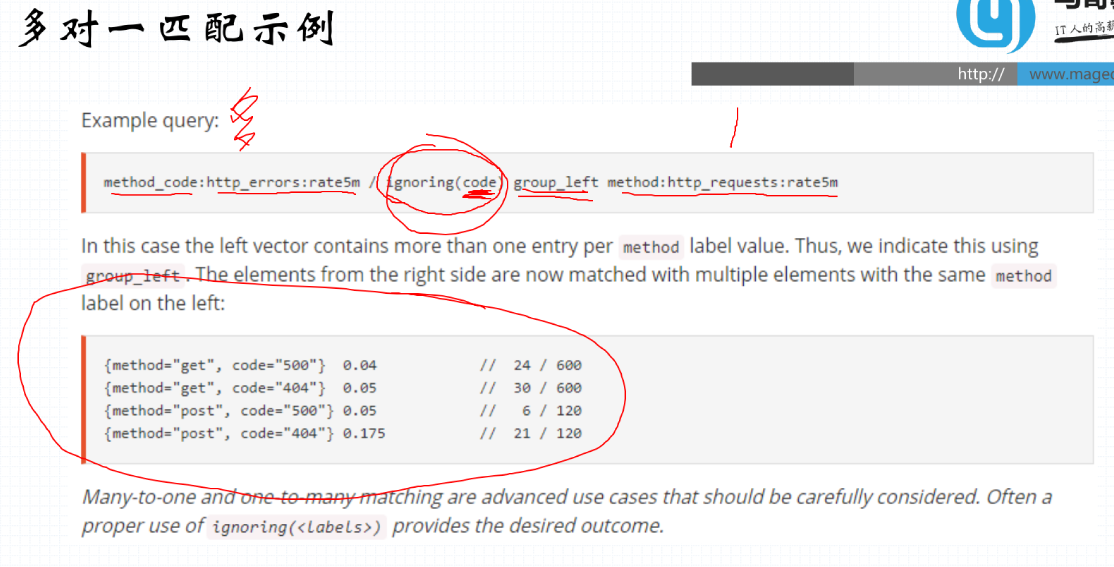 多对一匹配示例
IT人的高薪
http:// www.maged
Example query:
多
1
method_code:http_errors:rate5m / ignoring(code) group_left method:http_requests:rate5m
In this case the left vector contains more than one entry per method label value. Thus, we indicate this using
group_left. The elements from the right side are now matched with multiple elements with the same method
label on the left:
{method="get", code="500"} 0.04 // 24 / 600
{method="get", code="404"} 0.05 // 30 / 600
{method="post", code="500"} 0.05 // 6 / 120
{method="post", code="404"} 0.175 // 21 / 120
Many-to-one and one-to-many matching are advanced use cases that should be carefully considered. Often a
proper use of ignoring(<labels>) provides the desired outcome.